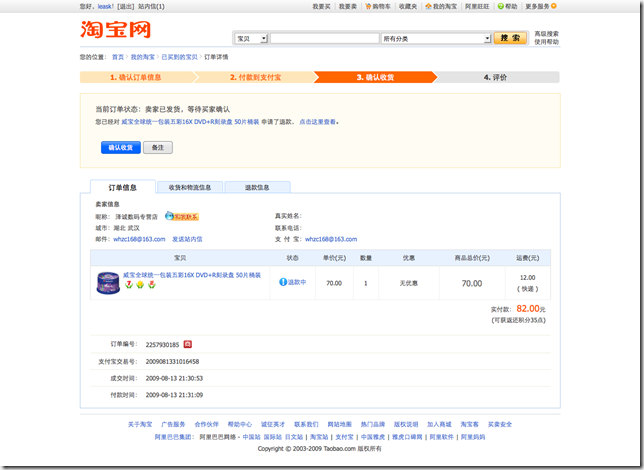 您好，leask! [退出] 站内信(1) 我要买 | 我要卖 | 购物车 | 收藏夹 | 我的淘宝 | 阿里旺旺 | 帮助 | 更多服务
淘宝网
宝贝 所有分类 搜 索 高级搜索
使用帮助
您的位置： 首页 › 我的淘宝 › 已买到的宝贝 › 订单详情
1. 确认订单信息 2. 付款到支付宝 3. 确认收货 4. 评价
当前订单状态：卖家已发货，等待买家确认
您已经对 威宝全球统一包装五彩16X DVD+R刻录盘 50片桶装 申请了退款， 点击这里查看。
确认收货 备注
订单信息 收货和物流信息 退款信息
卖家信息
昵称： 泽诚数码专营店 和我联系 真实姓名：
城市：湖北 武汉 联系电话：
邮件：whzc168@163.com 发送站内信 支 付 宝：whzc168@163.com
宝贝 状态 单价(元) 数量 优惠 商品总价(元) 运费(元)
威宝全球统一包装五彩16X DVD+R刻录盘 50片桶装 退款中 70.00 1 无优惠 70.00 12.00
( 快递 )
实付款： 82.00元
(可获返还积分35点)
订单编号： 2257930185
支付宝交易号： 2009081331016458
成交时间： 2009-08-13 21:30:53
付款时间： 2009-08-13 21:31:09
关于淘宝 广告服务 合作伙伴 帮助中心 诚征英才 联系我们 网站地图 热门品牌 版权说明 加入商城 淘宝客 买卖安全
阿里巴巴集团： 阿里巴巴网络 - 中国站 国际站 日文站 | 淘宝站 | 支付宝 | 中国雅虎 | 雅虎口碑网 | 阿里软件 | 阿里妈妈
Copyright © 2003-2009 Taobao.com 版权所有